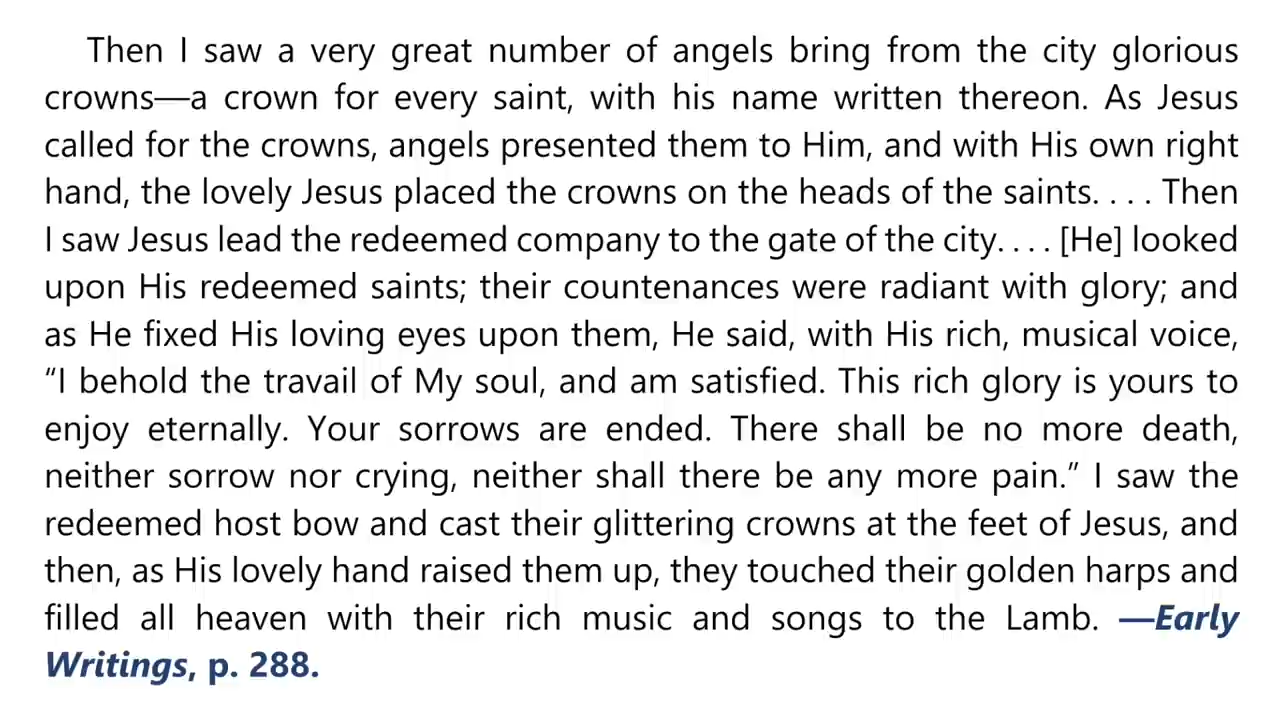 Then I saw a very great number of angels bring from the city glorious
crowns—a crown for every saint, with his name written thereon. As Jesus
called for the crowns, angels presented them to Him, and with His own right
hand, the lovely Jesus placed the crowns on the heads of the saints. . . . Then
I saw Jesus lead the redeemed company to the gate of the city. . . . [He] looked
upon His redeemed saints; their countenances were radiant with glory; and
as He fixed His loving eyes upon them, He said, with His rich, musical voice,
“I behold the travail of My soul, and am satisfied. This rich glory is yours to
enjoy eternally. Your sorrows are ended. There shall be no more death,
neither sorrow nor crying, neither shall there be any more pain.” I saw the
redeemed host bow and cast their glittering crowns at the feet of Jesus, and
then, as His lovely hand raised them up, they touched their golden harps and
filled all heaven with their rich music and songs to the Lamb. —Early
Writings, p. 288.